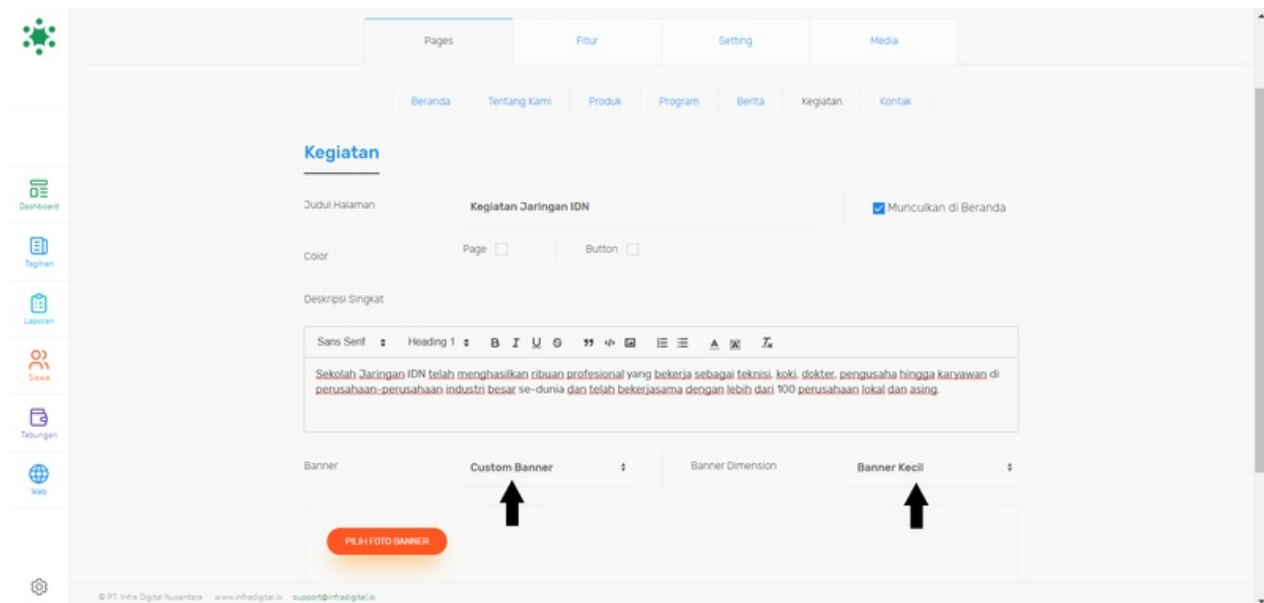 Pages Fitur Setting Media
Beranda Tentang Kami Produk Program Berita Kegiatan Kontak
Kegiatan
Judul Halaman Kegiatan Jaringan IDN Munculkan di Beranda
Color Page Button
Deskripsi Singkat
Sans Serif Heading 1 B I U S
Sekolah Jaringan IDN telah menghasilkan ribuan profesional yang bekerja sebagai teknisi, koki, dokter, pengusaha hingga karyawan di
perusahaan-perusahaan industri besar se-dunia dan telah bekerjasama dengan lebih dari 100 perusahaan lokal dan asing.
Banner Custom Banner Banner Dimension Banner Kecil
PILIH FOTO BANNER
Dashboard
Tagihan
Laporan
Siswa
Tabungan
Web
© PT. Infra Digital Nusantara www.infradigital.io support@infradigital.io